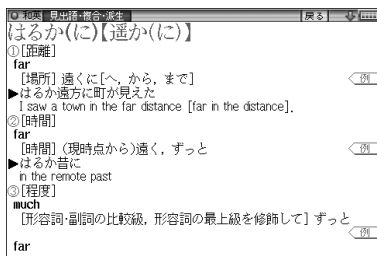 和英 見出語・複合・派生 戻る
はるか(に)【遥か(に)】
①[距離]
far
[場所] 遠くに[へ, から, まで] 例
▶はるか遠方に町が見えた
I saw a town in the far distance [far in the distance].
②[時間]
far
[時間] (現時点から)遠く, ずっと 例
▶はるか昔に
in the remote past
③[程度]
much
[形容詞・副詞の比較級, 形容詞の最上級を修飾して] ずっと
例
far